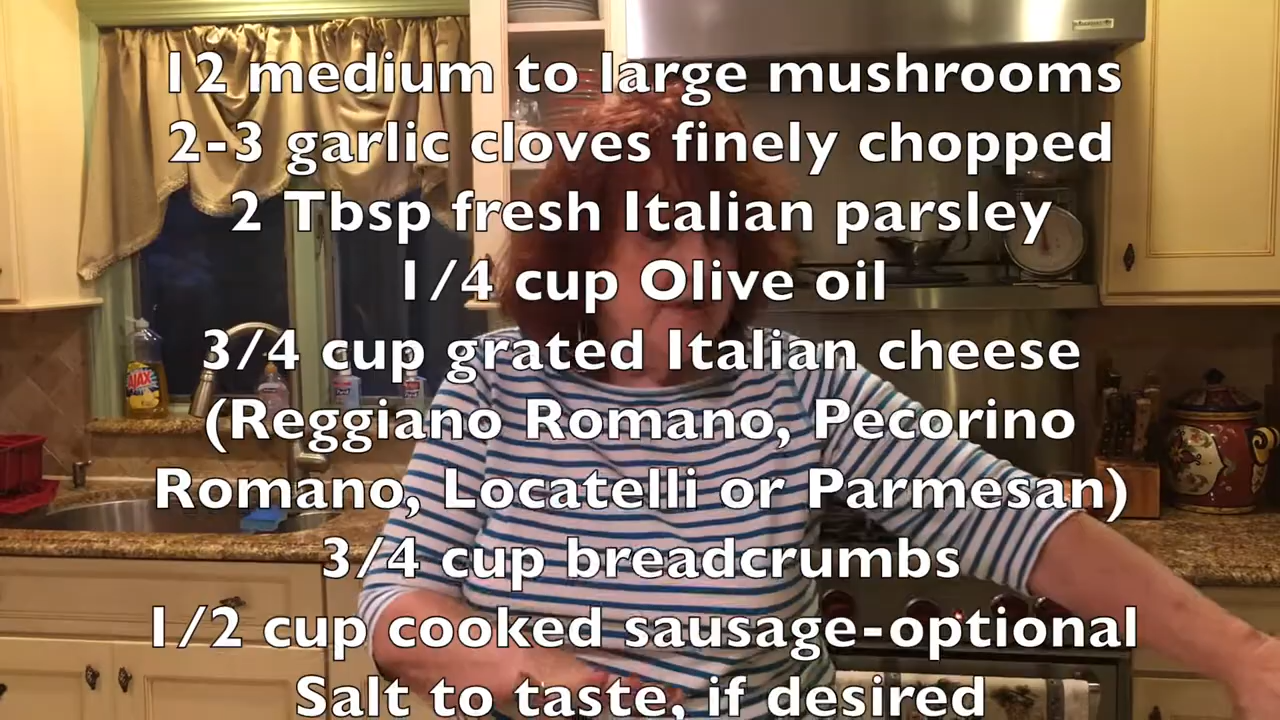 12 medium to large mushrooms
2-3 garlic cloves finely chopped
2 Tbsp fresh Italian parsley
1/4 cup Olive oil
3/4 cup grated Italian cheese
(Reggiano Romano, Pecorino
Romano, Locatelli or Parmesan)
3/4 cup breadcrumbs
1/2 cup cooked sausage-optional
Salt to taste, if desired
AJAX